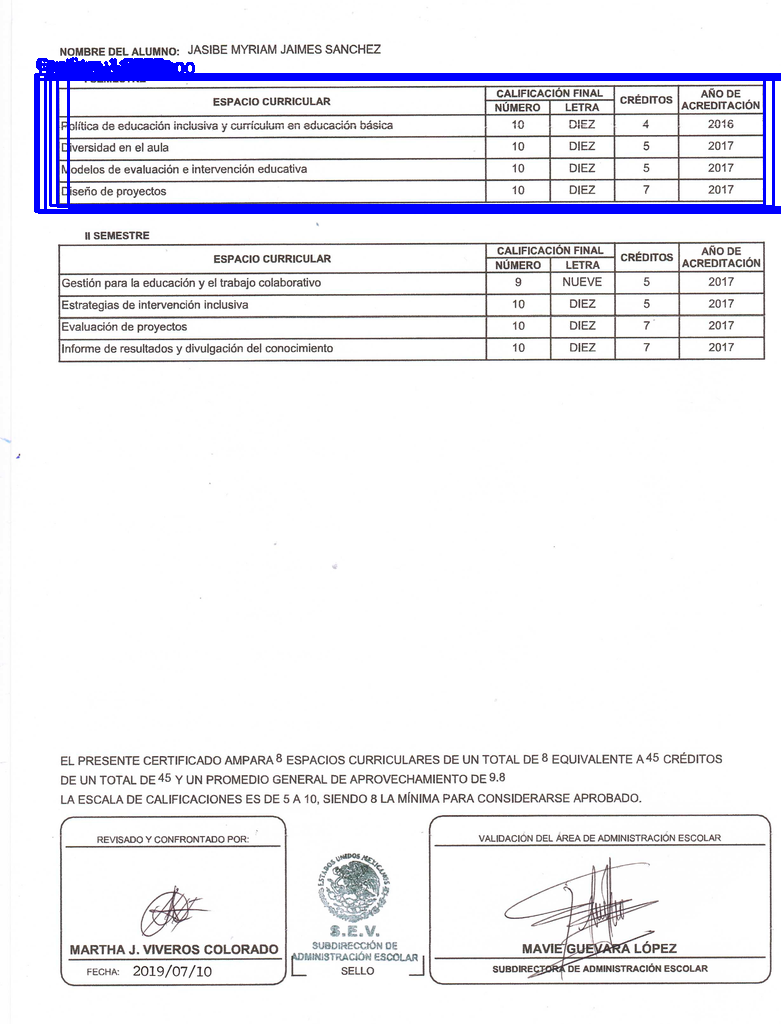 NOMBRE DEL ALUMNO: JASIBE MYRIAM JAIMES SANCHEZ
ESPACIO CURRICULAR CALIFICACIÓN FINAL CRÉDITOS AÑO DE ACREDITACIÓN
NÚMERO LETRA
Política de educación inclusiva y currículum en educación básica 10 DIEZ 4 2016
Diversidad en el aula 10 DIEZ 5 2017
Modelos de evaluación e intervención educativa 10 DIEZ 5 2017
Diseño de proyectos 10 DIEZ 7 2017
II SEMESTRE
ESPACIO CURRICULAR CALIFICACIÓN FINAL CRÉDITOS AÑO DE ACREDITACIÓN
NÚMERO LETRA
Gestión para la educación y el trabajo colaborativo 9 NUEVE 5 2017
Estrategias de intervención inclusiva 10 DIEZ 5 2017
Evaluación de proyectos 10 DIEZ 7 2017
Informe de resultados y divulgación del conocimiento 10 DIEZ 7 2017
EL PRESENTE CERTIFICADO AMPARA 8 ESPACIOS CURRICULARES DE UN TOTAL DE 8 EQUIVALENTE A 45 CRÉDITOS
DE UN TOTAL DE 45 Y UN PROMEDIO GENERAL DE APROVECHAMIENTO DE 9.8
LA ESCALA DE CALIFICACIONES ES DE 5 A 10, SIENDO 8 LA MÍNIMA PARA CONSIDERARSE APROBADO.
REVISADO Y CONFRONTADO POR:
MARTHA J. VIVEROS COLORADO
FECHA: 2019/07/10
ESTADOS UNIDOS MEXICANOS
S.E.V.
SUBDIRECCIÓN DE
ADMINISTRACIÓN ESCOLAR
SELLO
VALIDACIÓN DEL ÁREA DE ADMINISTRACIÓN ESCOLAR
MAVIE GUEVARA LÓPEZ
SUBDIRECTORA DE ADMINISTRACIÓN ESCOLAR